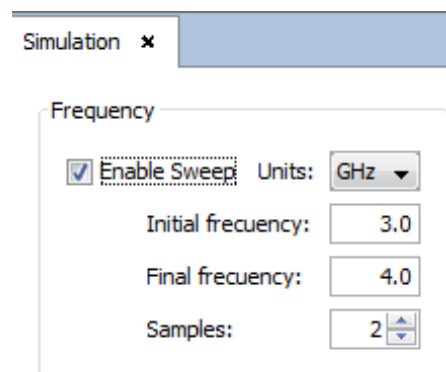 Simulation
Frequency
Enable Sweep Units: GHz
Initial frecuency: 3.0
Final frecuency: 4.0
Samples: 2